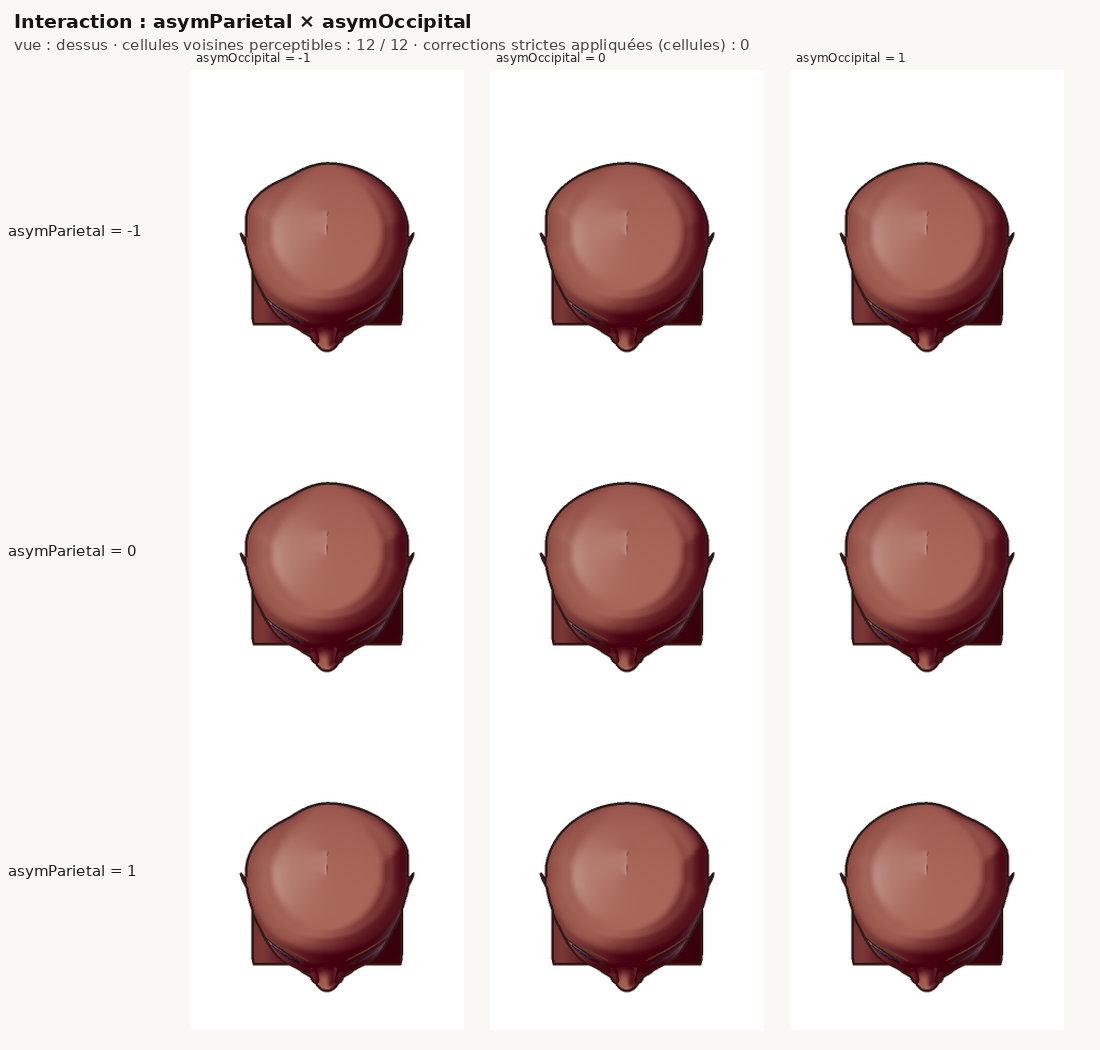 Interaction : asymParietal × asymOccipital
vue : dessus · cellules voisines perceptibles : 12 / 12 · corrections strictes appliquées (cellules) : 0
asymOccipital = -1
asymOccipital = 0
asymOccipital = 1
asymParietal = -1
asymParietal = 0
asymParietal = 1